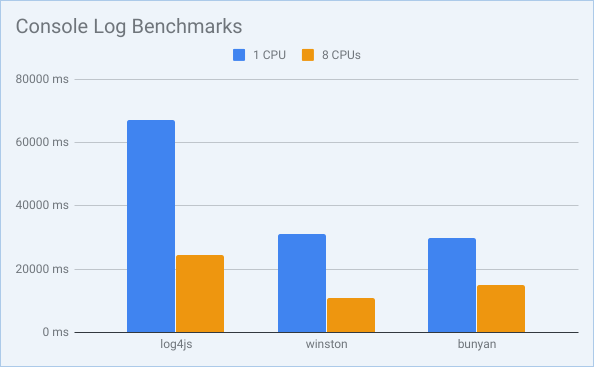 Console Log Benchmarks
1 CPU 8 CPUs
80000 ms
60000 ms
40000 ms
20000 ms
0 ms
log4js winston bunyan